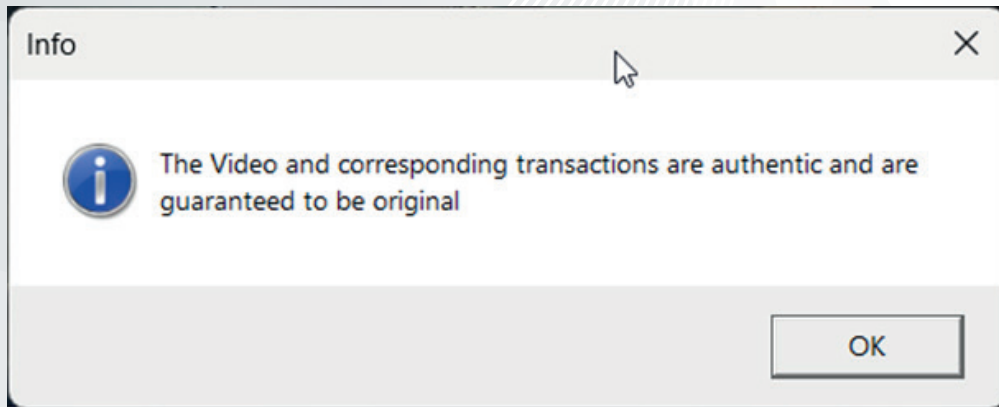 Info
The Video and corresponding transactions are authentic and are
guaranteed to be original
OK